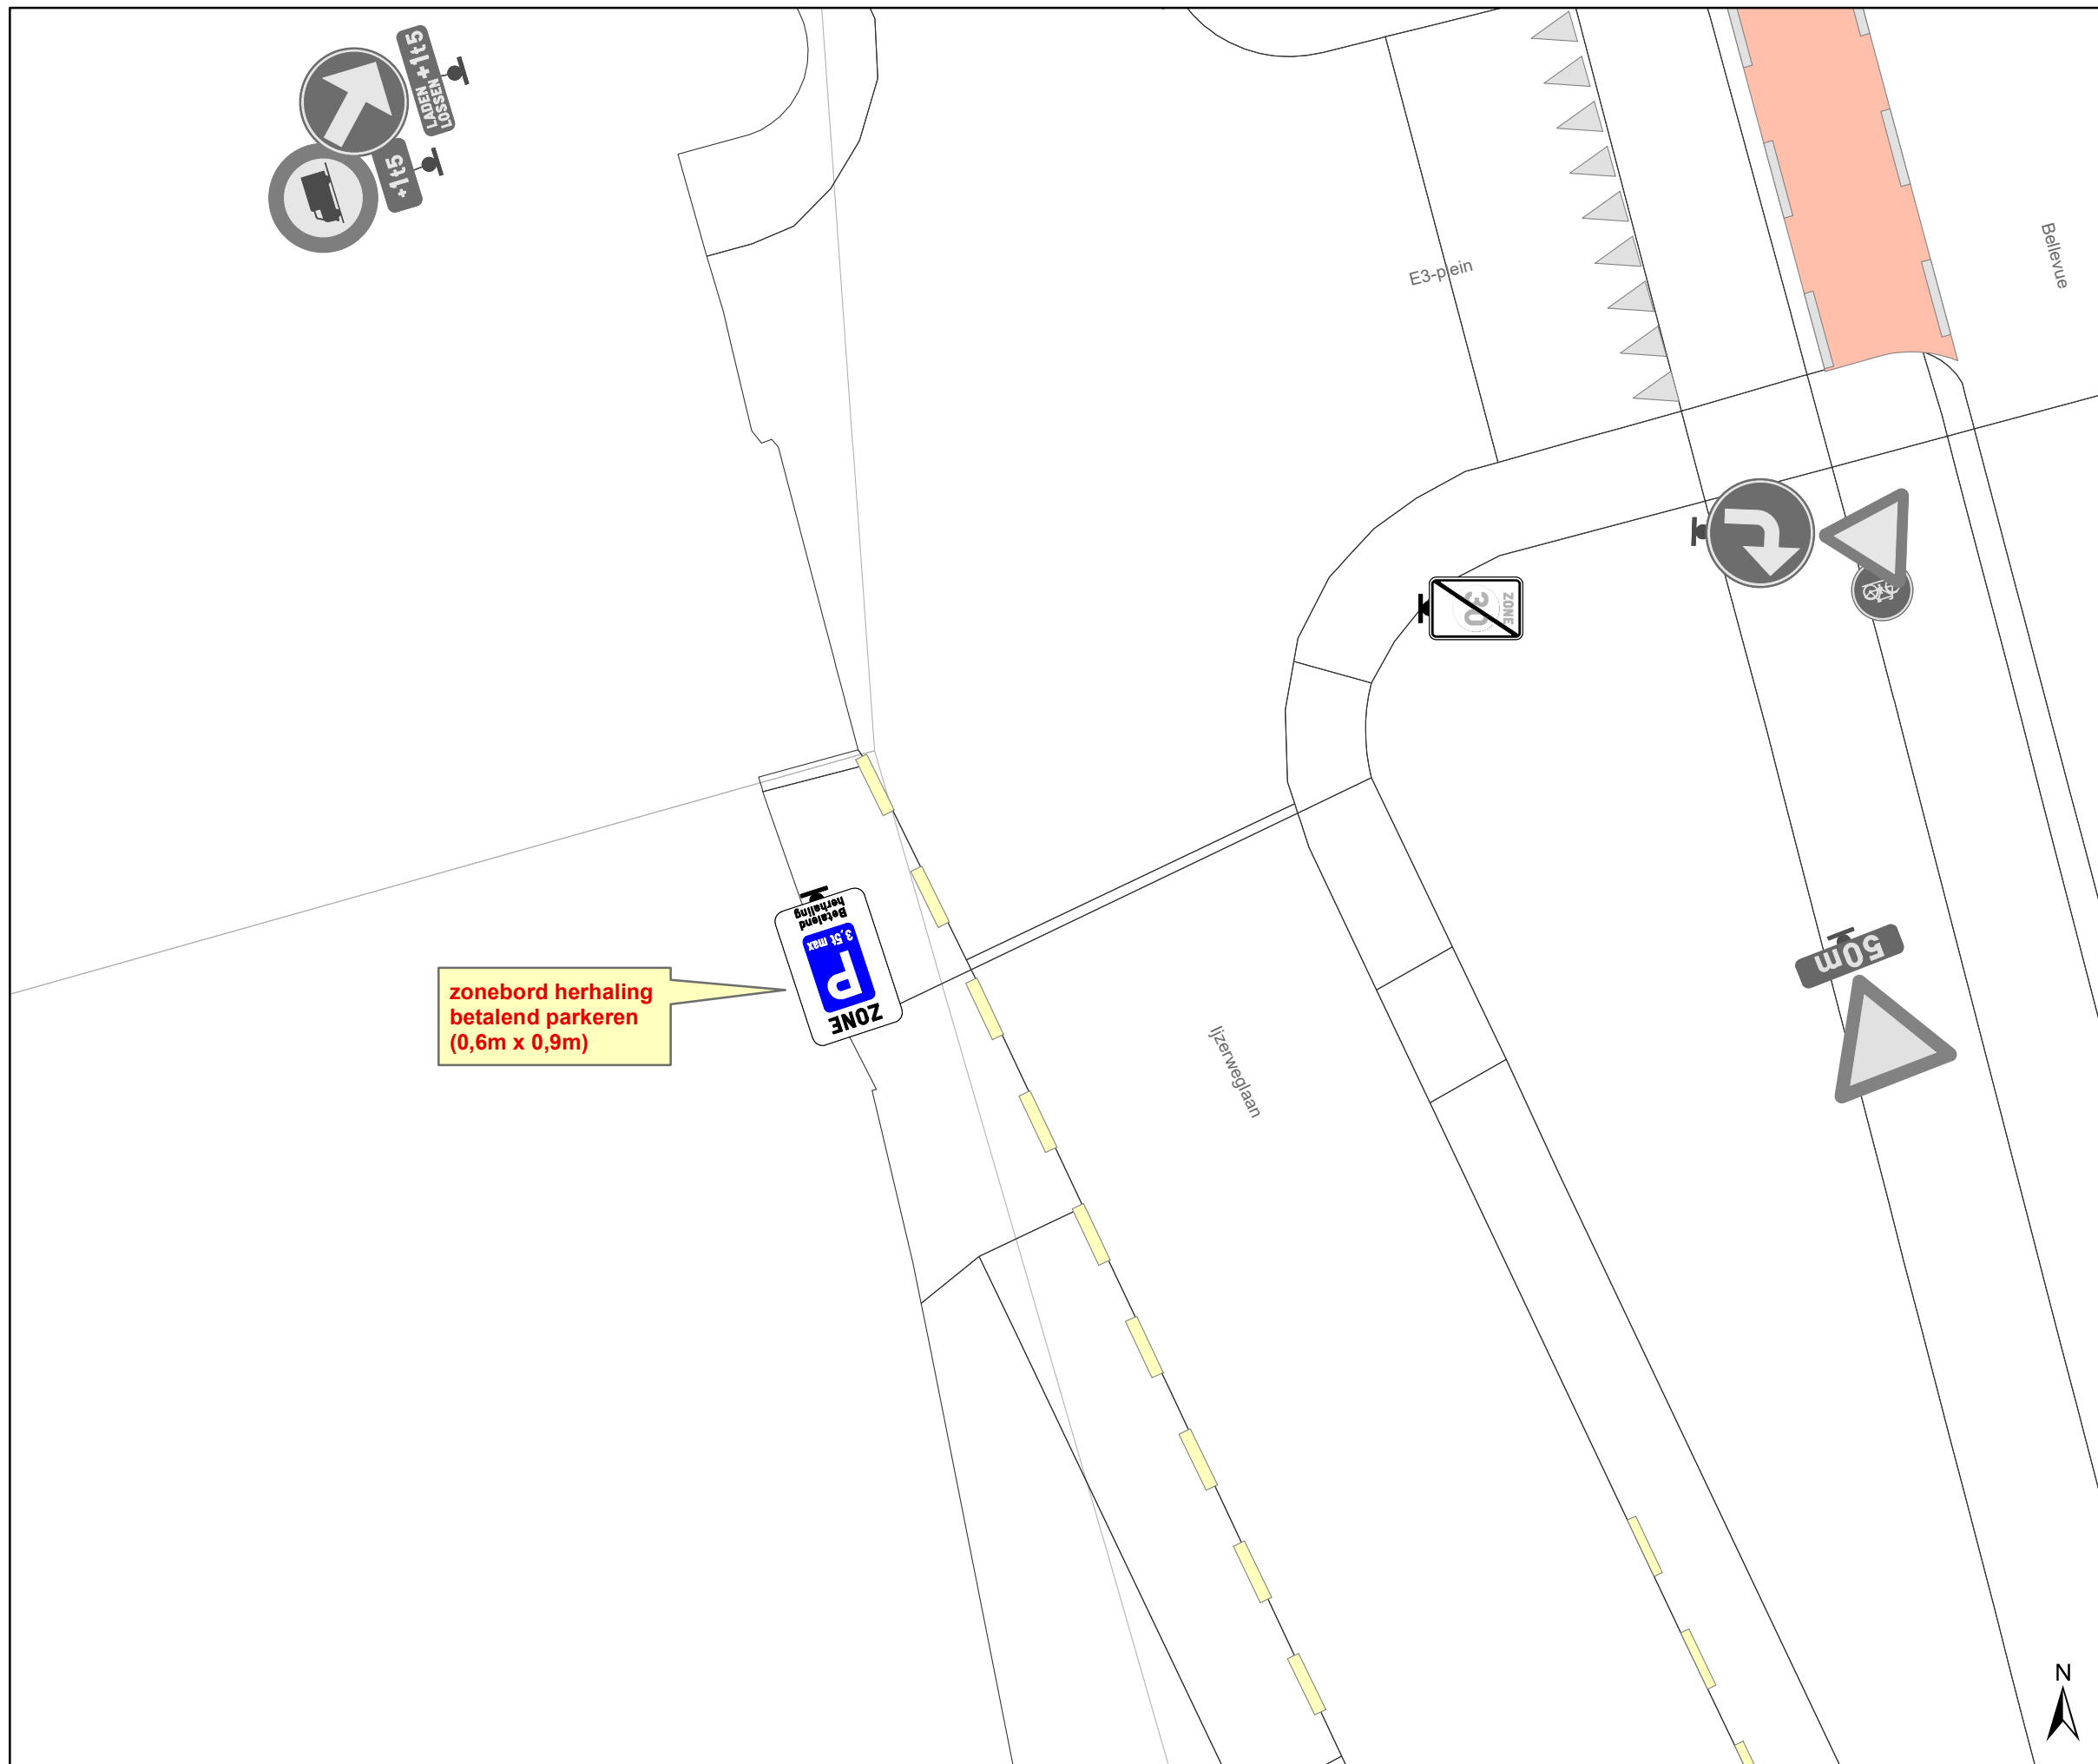 LADEN +1t5
LOSSEN
+1t5
E3-plein
Bellevue
ZONE
30
50m
Betalend
herhaling
3,5t max
P
ZONE
zonebord herhaling
betalend parkeren
(0,6m x 0,9m)
Ijzerweglaan
N